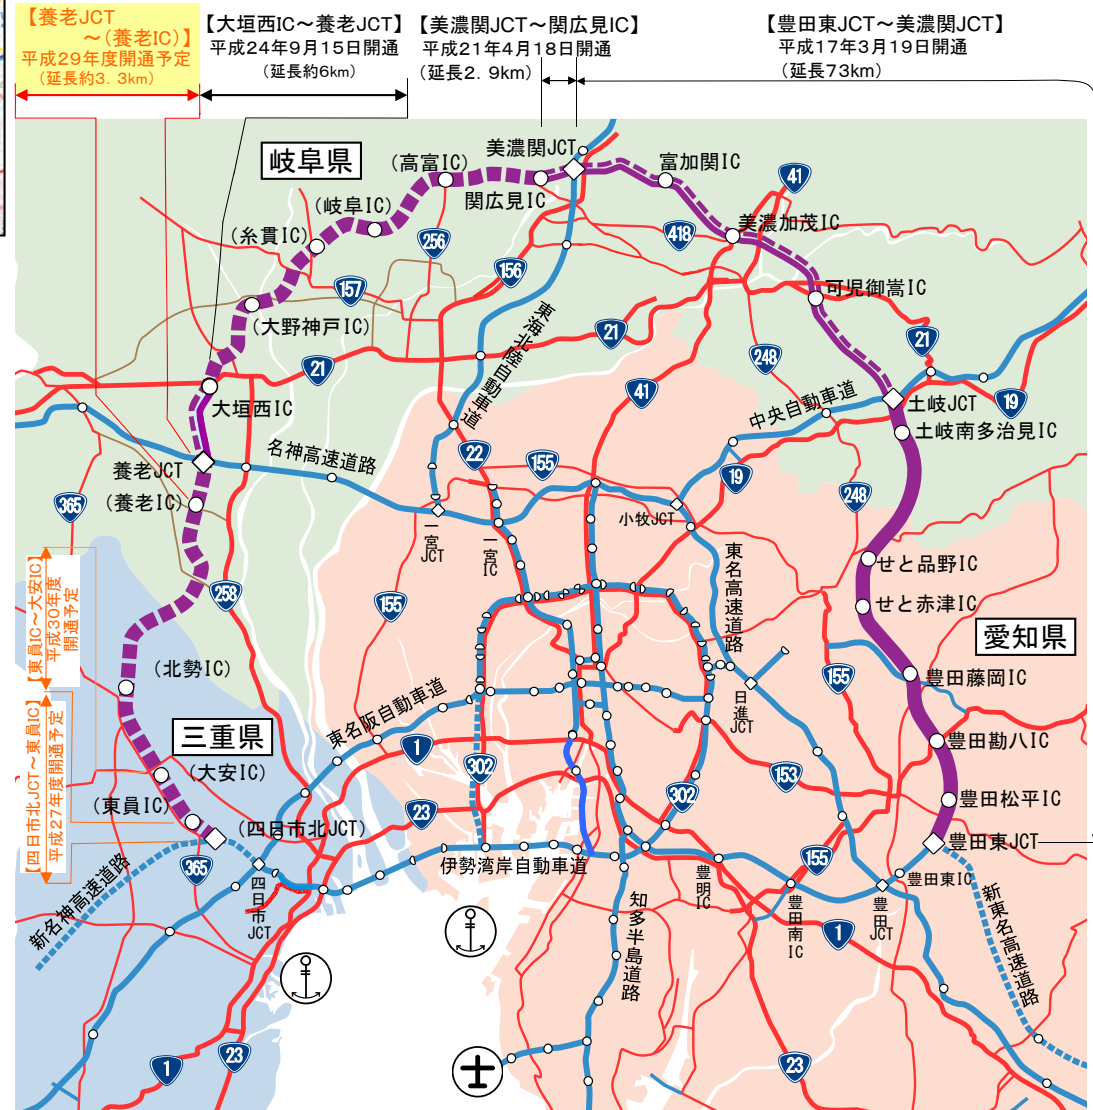 【養老JCT
～(養老IC)】
平成29年度開通予定
(延長約3.3km)
【大垣西IC～養老JCT】
平成24年9月15日開通
(延長約6km)
【美濃関JCT～関広見IC】
平成21年4月18日開通
(延長2.9km)
【豊田東JCT～美濃関JCT】
平成17年3月19日開通
(延長73km)
岐阜県
美濃関JCT
(高富IC)
関広見IC
富加関IC
41
(岐阜IC)
(糸貫IC)
256
418
美濃加茂IC
156
157
可児御嵩IC
(大野神戸IC)
東海北陸自動車道
21
21
248
21
41
19
大垣西IC
中央自動車道
土岐JCT
土岐南多治見IC
名神高速道路
22
155
養老JCT
19
365
(養老IC)
248
一宮JCT
一宮IC
小牧JCT
東名高速道路
せと品野IC
【東員IC～大安IC】
平成30年度
開通予定
258
155
せと赤津IC
愛知県
(北勢IC)
155
豊田藤岡IC
日進JCT
【四日市北JCT～東員IC】
平成27年度開通予定
三重県
東名阪自動車道
1
豊田勘八IC
(大安IC)
302
153
302
豊田松平IC
(東員IC)
23
(四日市北JCT)
豊田東JCT
365
伊勢湾岸自動車道
155
豊田東IC
新名神高速道路
四日市JCT
豊明IC
豊田南IC
豊田JCT
新東名高速道路
知多半島道路
1
1
23
23